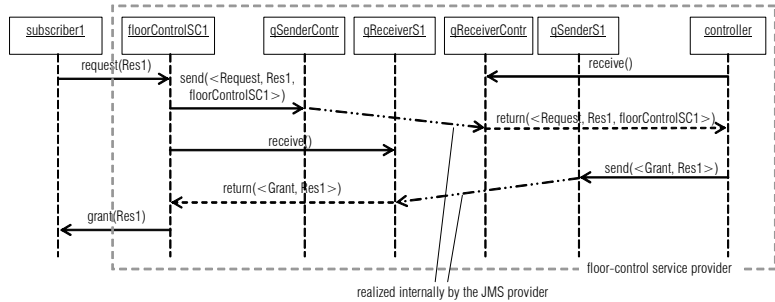 subscriber1
floorControlSC1
qSenderContr
qReceiverS1
qReceiverContr
qSenderS1
controller
request(Res1)
receive()
send(<Request, Res1,
floorControlSC1>)
return(<Request, Res1, floorControlSC1>)
receive()
send(<Grant, Res1>)
return(<Grant, Res1>)
grant(Res1)
floor-control service provider
realized internally by the JMS provider